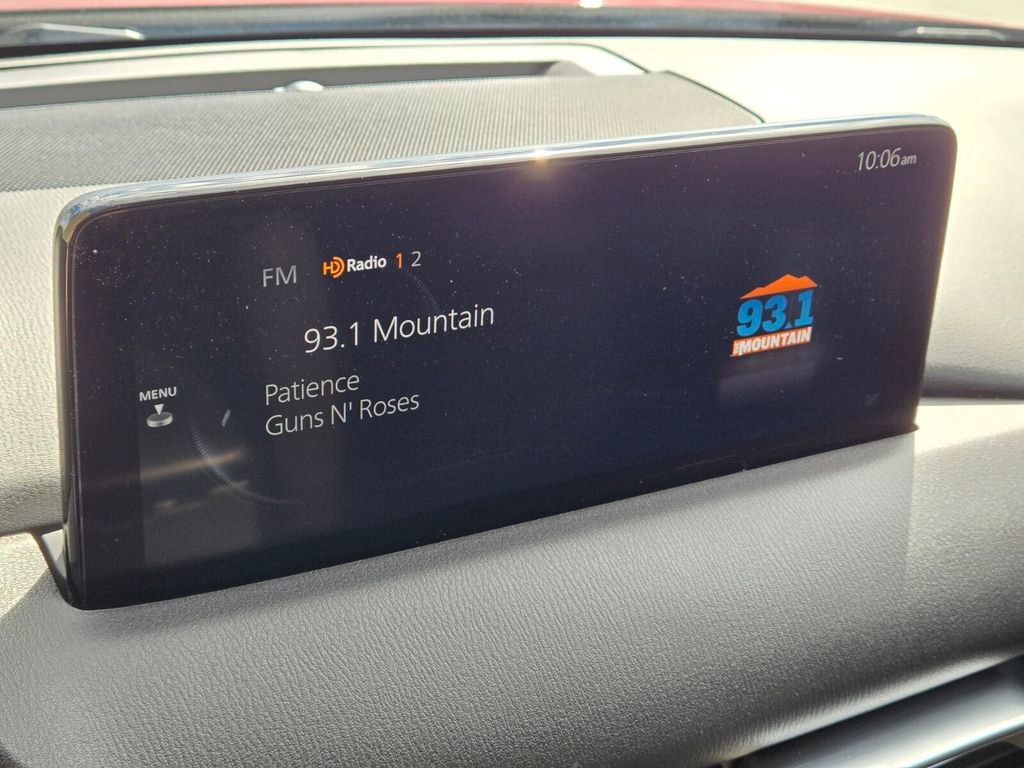 10:06am
FM HD Radio 1 2
93.1 Mountain
Patience
Guns N' Roses
MENU
93.1
THE MOUNTAIN